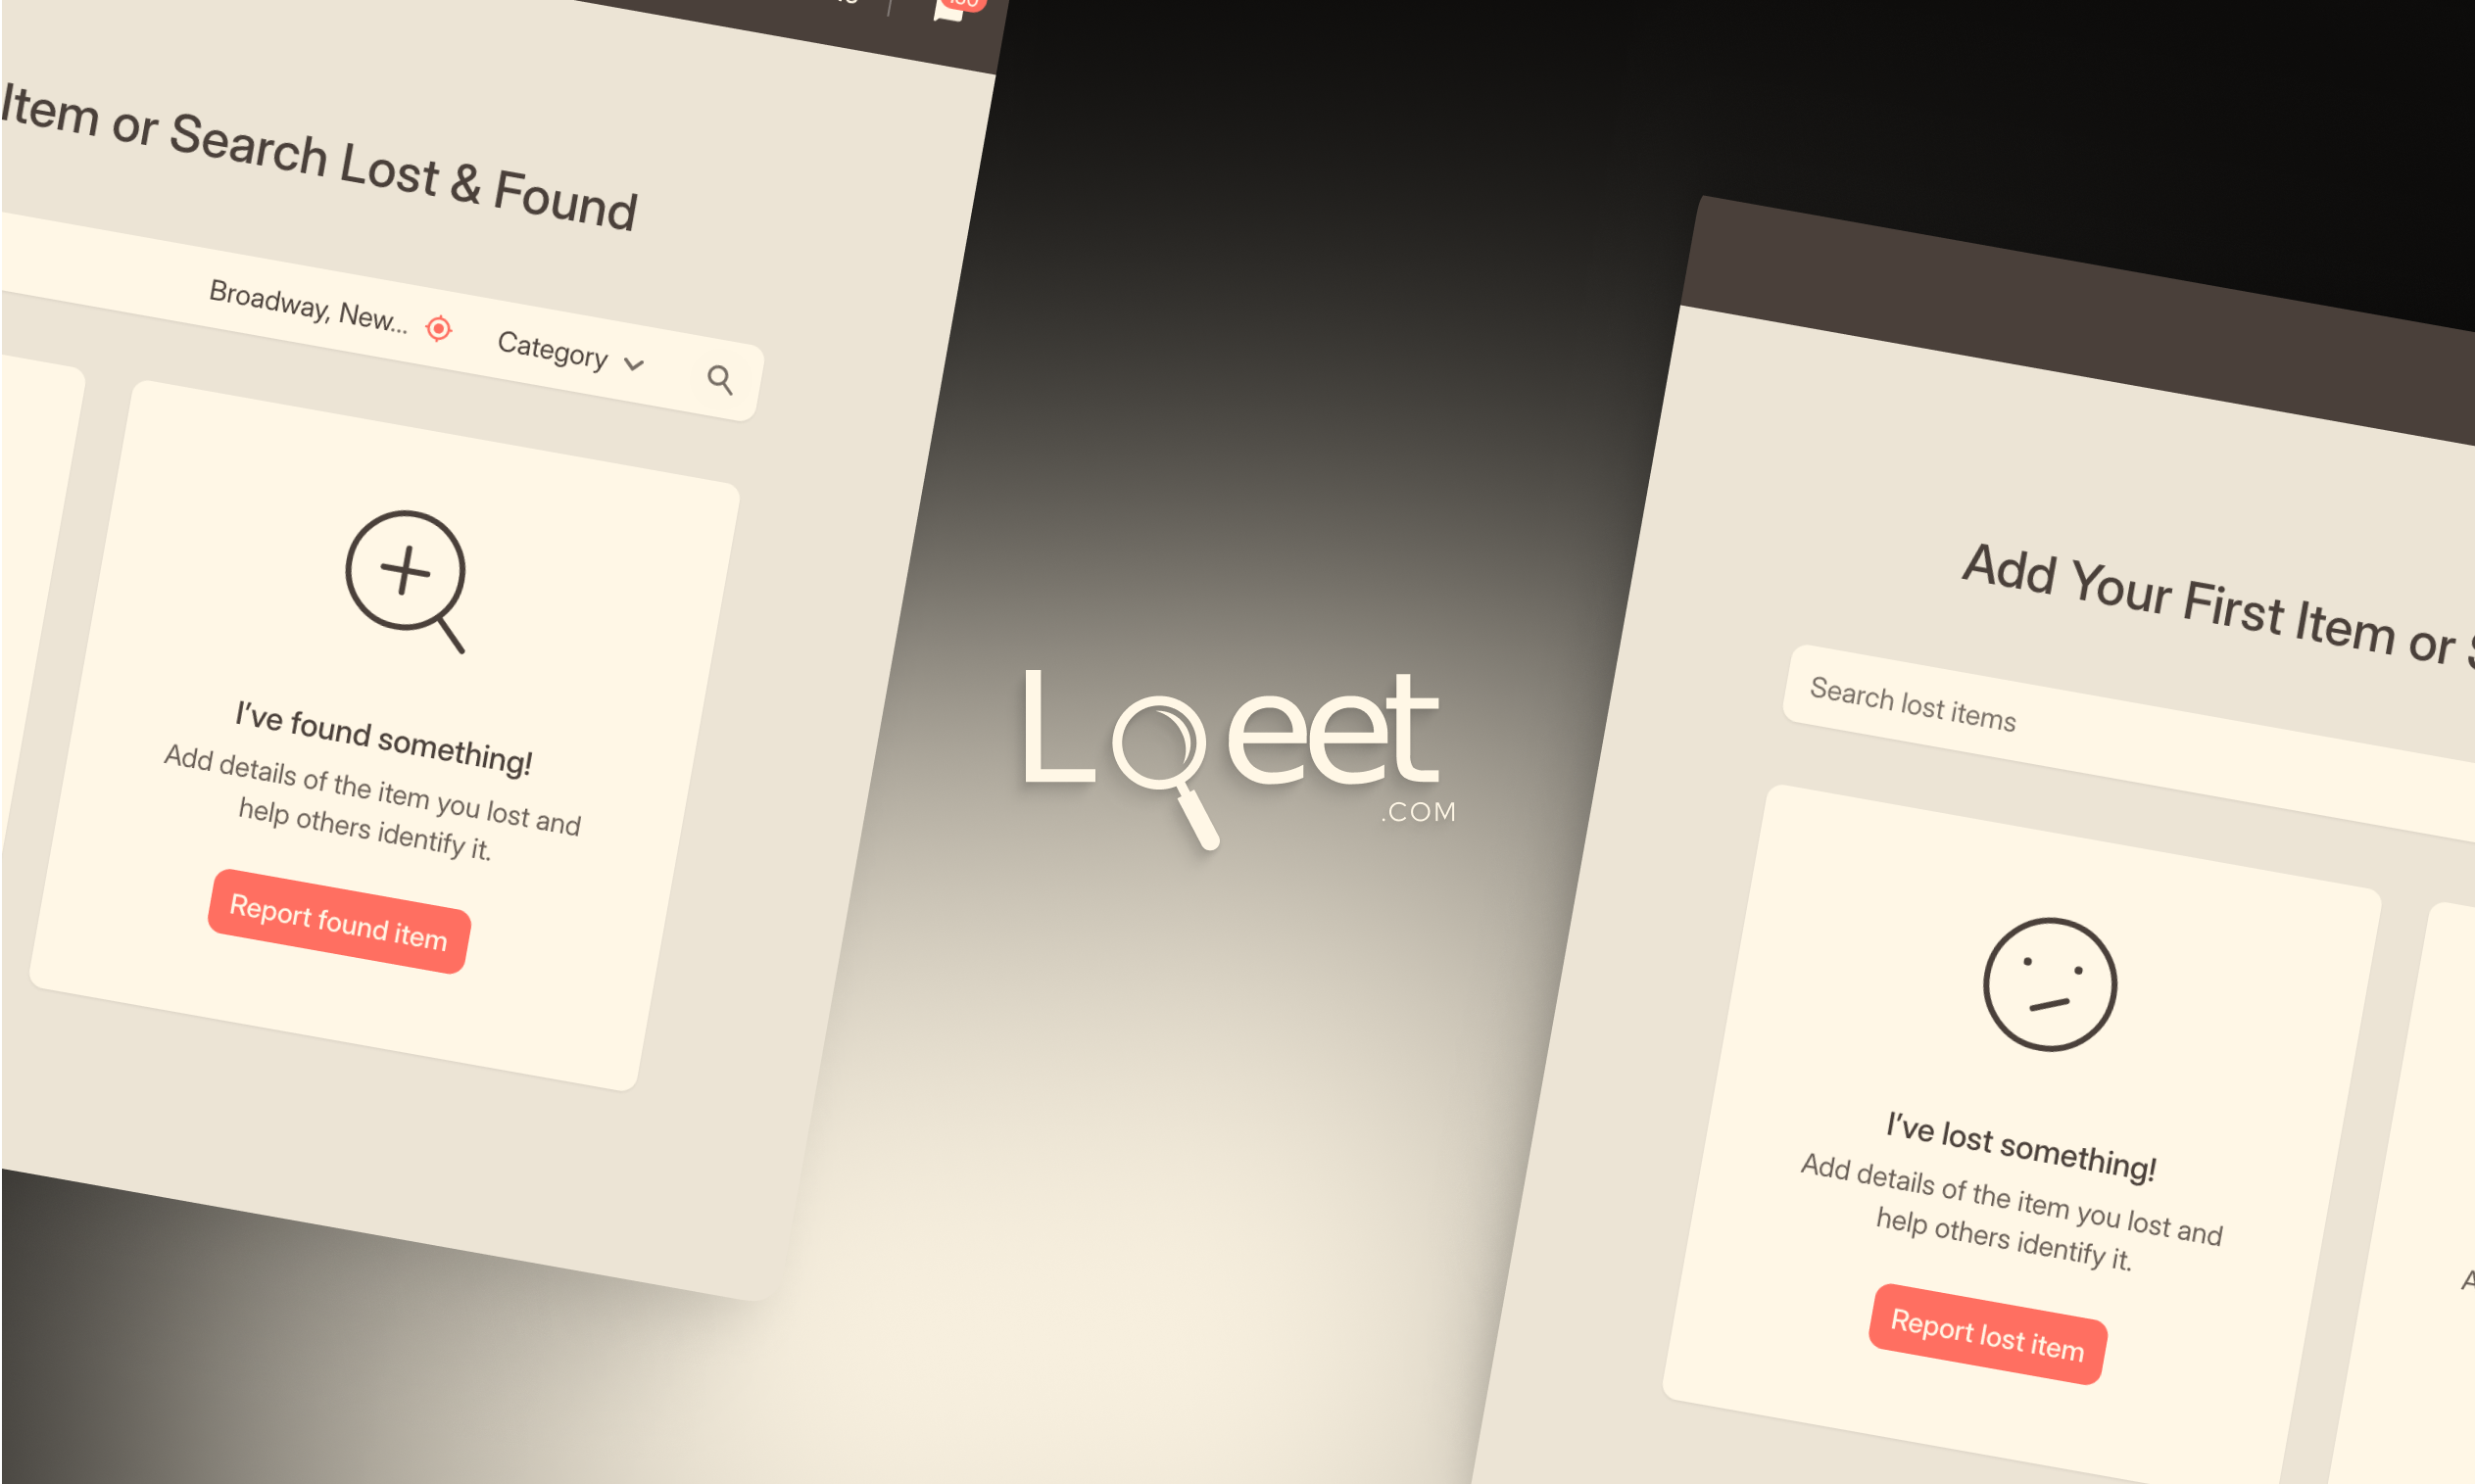 Item or Search Lost & Found
Broadway, New...
Category
I've found something!
Add details of the item you lost and
help others identify it.
Report found item
Loeet
.COM
Add Your First Item or
Search lost items
I've lost something!
Add details of the item you lost and
help others identify it.
Report lost item